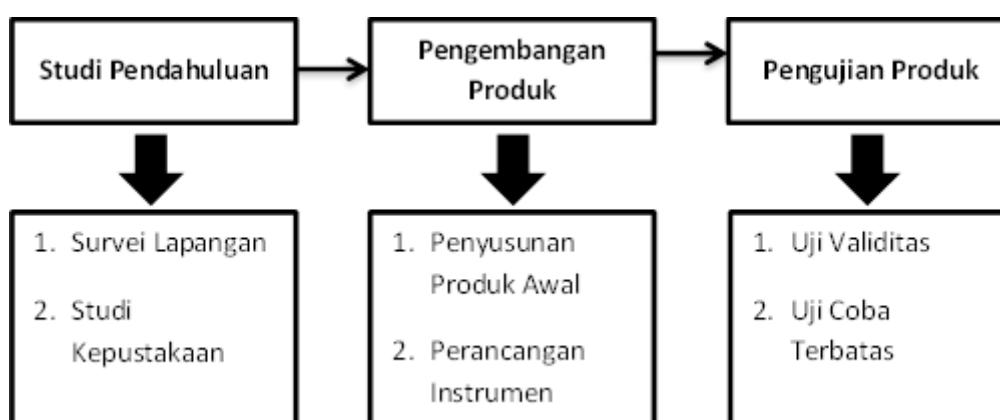 Studi Pendahuluan
Pengembangan
Produk
Pengujian Produk
1. Survei Lapangan
2. Studi
Kepustakaan
1. Penyusunan
Produk Awal
2. Perancangan
Instrumen
1. Uji Validitas
2. Uji Coba
Terbatas